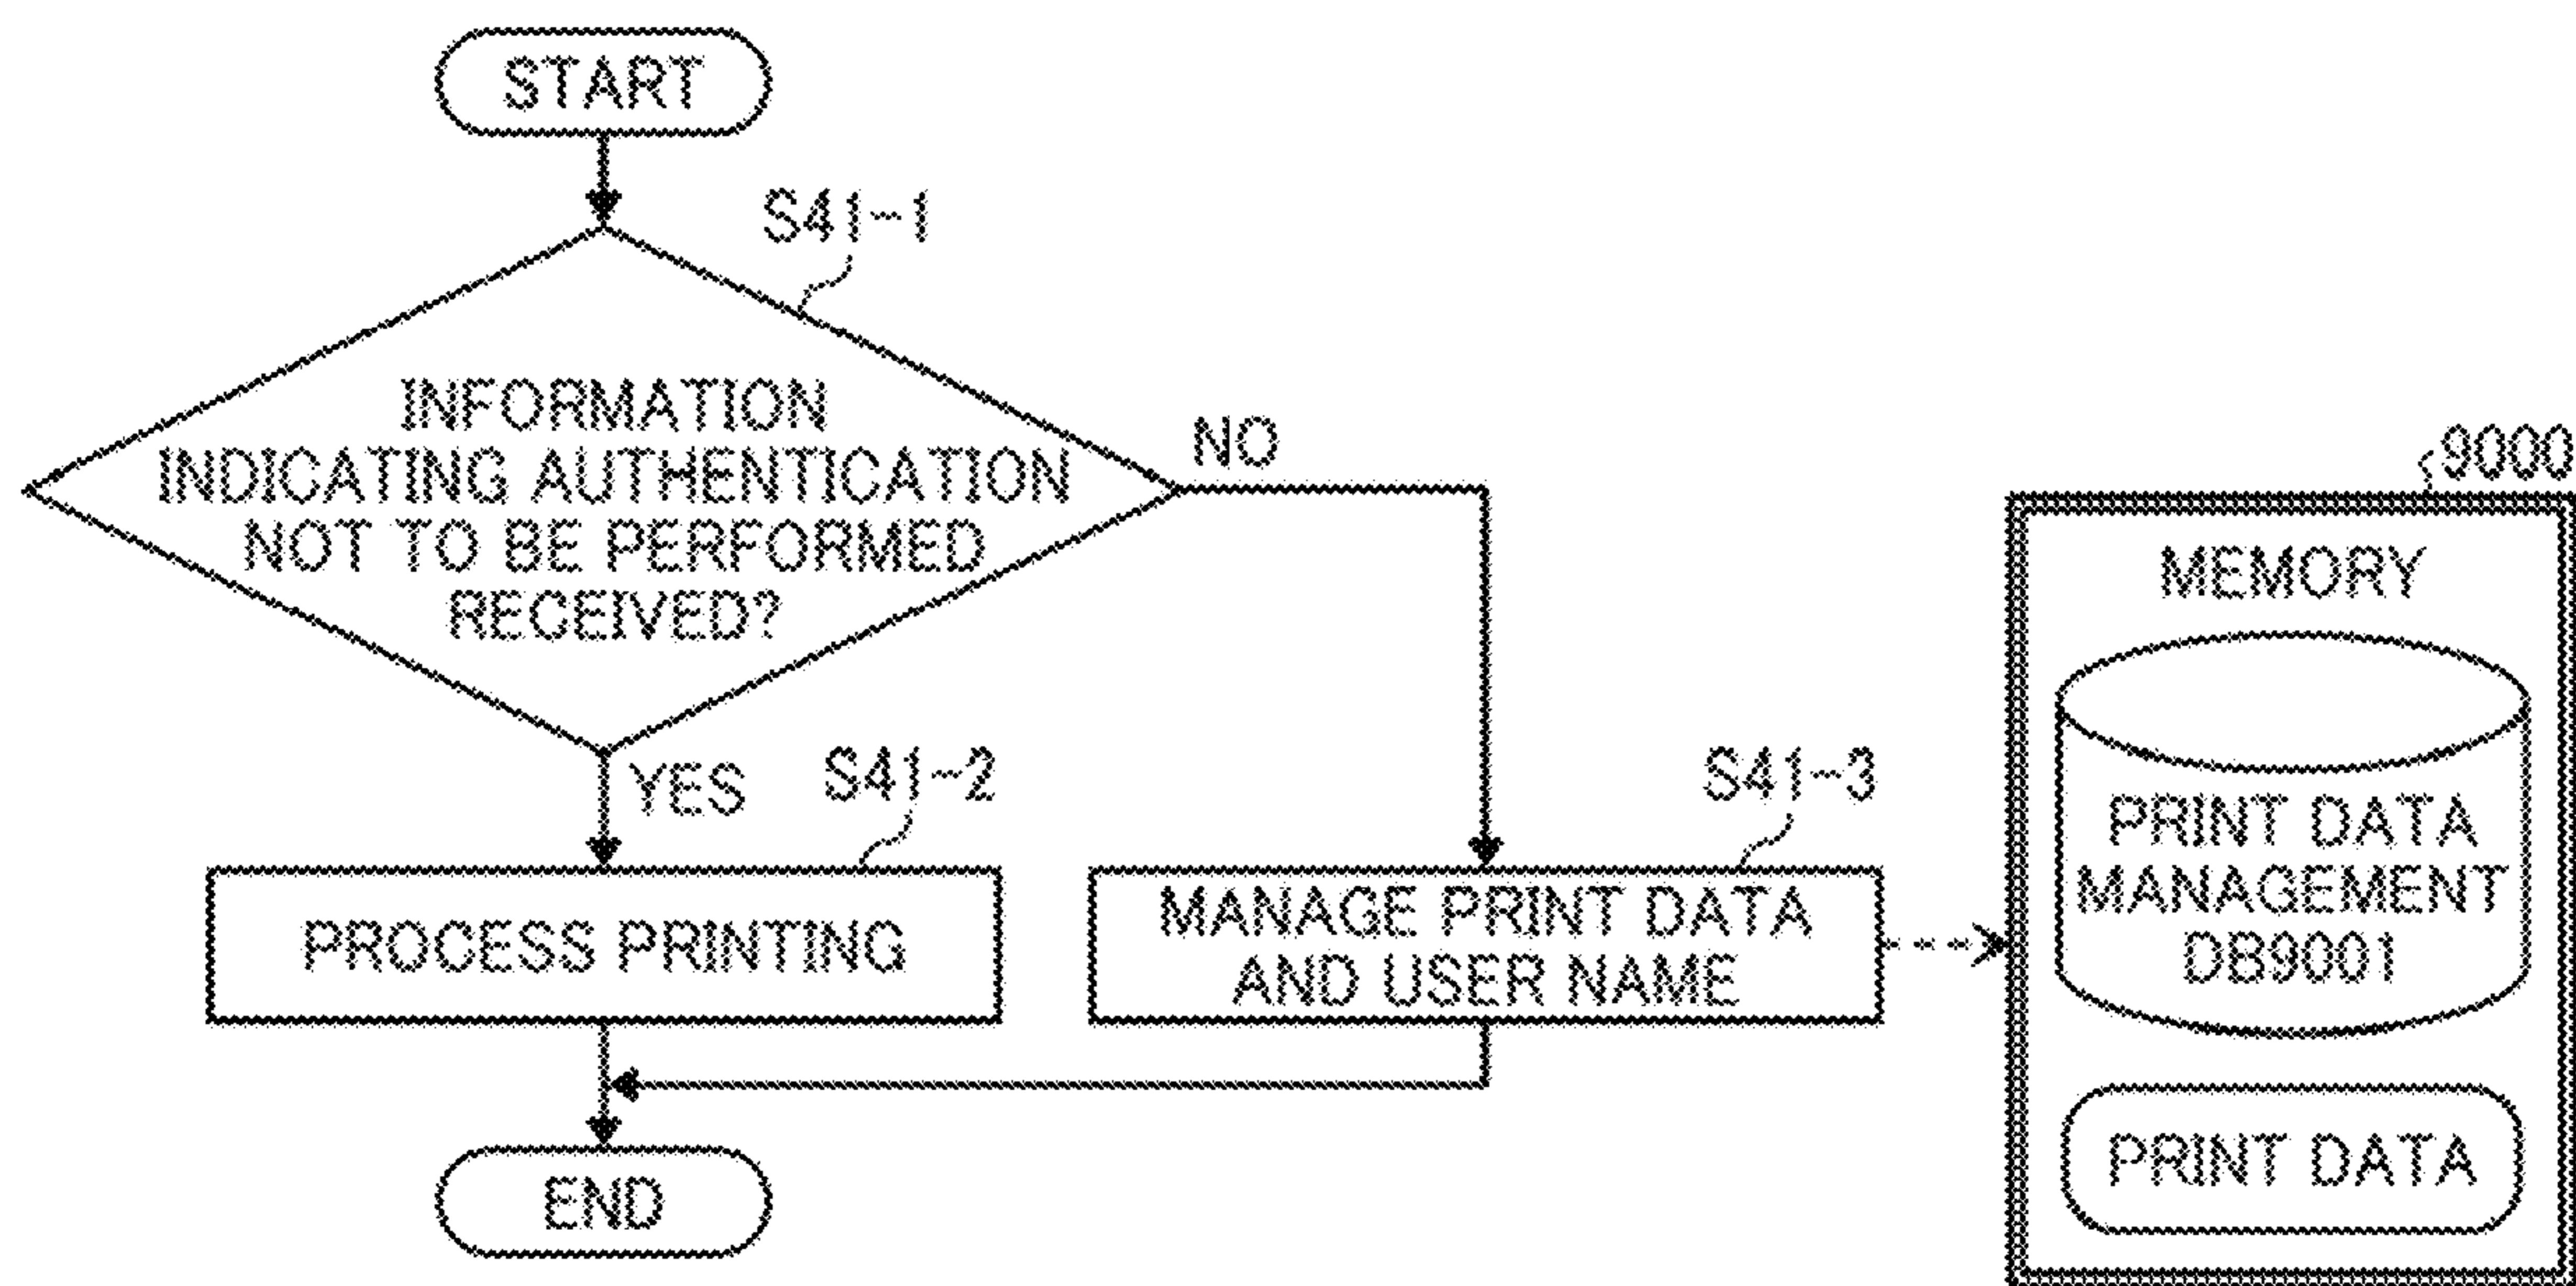 START
S41-1
INFORMATION
INDICATING AUTHENTICATION
NOT TO BE PERFORMED
RECEIVED?
NO
YES
S41-2
PROCESS PRINTING
S41-3
MANAGE PRINT DATA
AND USER NAME
END
9000
MEMORY
PRINT DATA
MANAGEMENT
DB9001
PRINT DATA